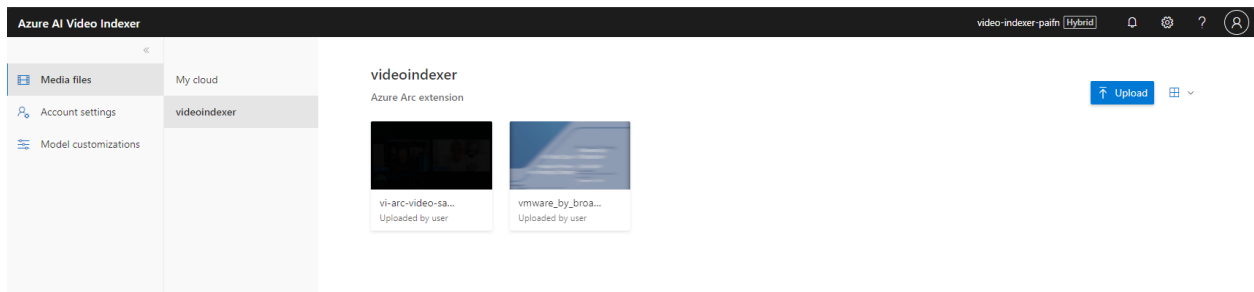 Azure AI Video Indexer
video-indexer-paifn Hybrid
?
«
Media files
Account settings
Model customizations
My cloud
videoindexer
videoindexer
Azure Arc extension
Upload
vi-arc-video-sa...
Uploaded by user
vmware_by_broa...
Uploaded by user